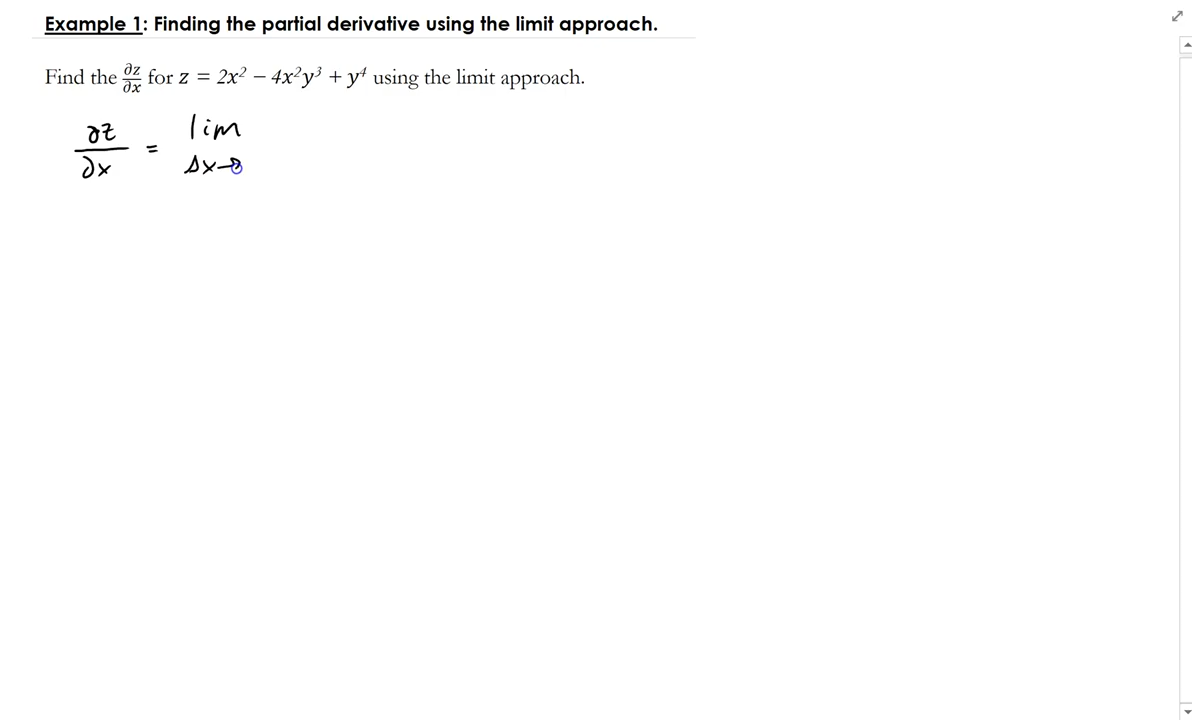 Example 1: Finding the partial derivative using the limit approach.
Find the ∂z/∂x for z = 2x² − 4x²y³ + y⁴ using the limit approach.
∂z/∂x = lim Δx→0